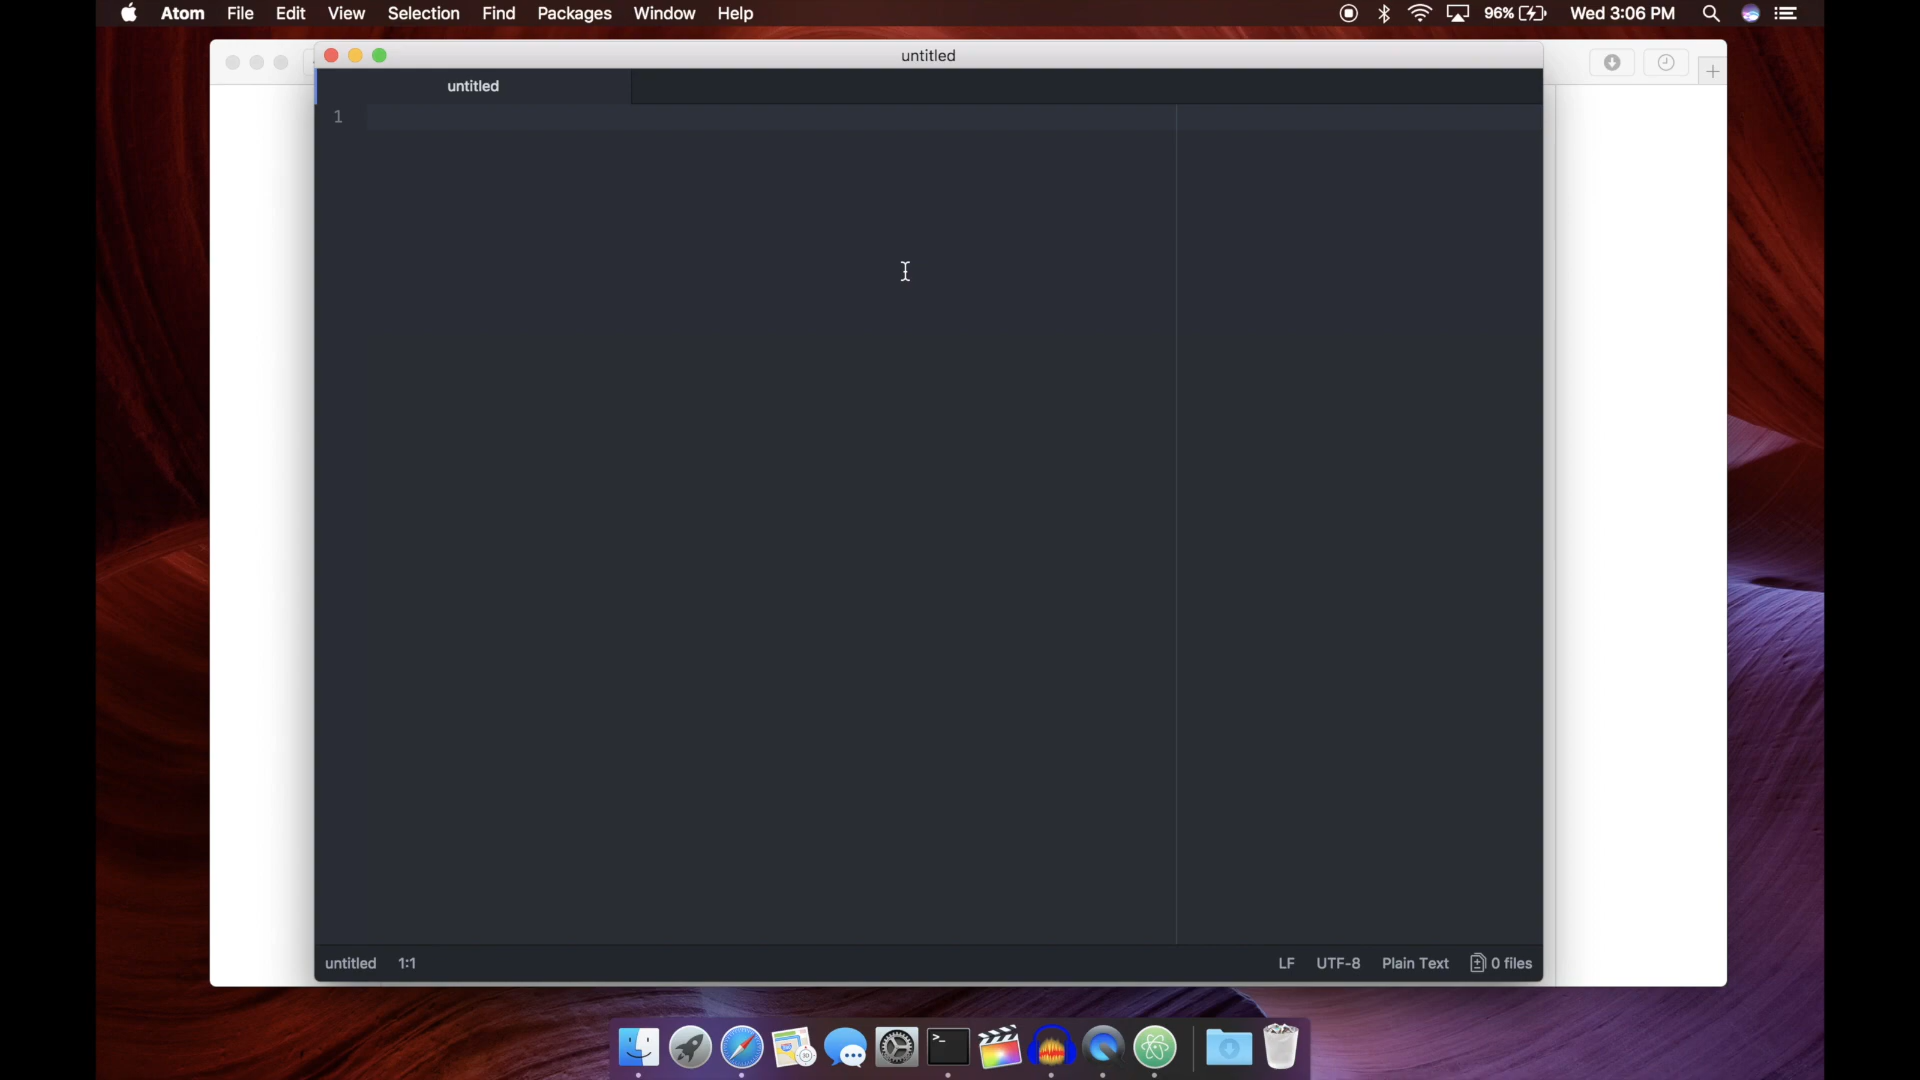 Atom File Edit View Selection Find Packages Window Help 96% Wed 3:06 PM
untitled
untitled
1
untitled 1:1 LF UTF-8 Plain Text 0 files